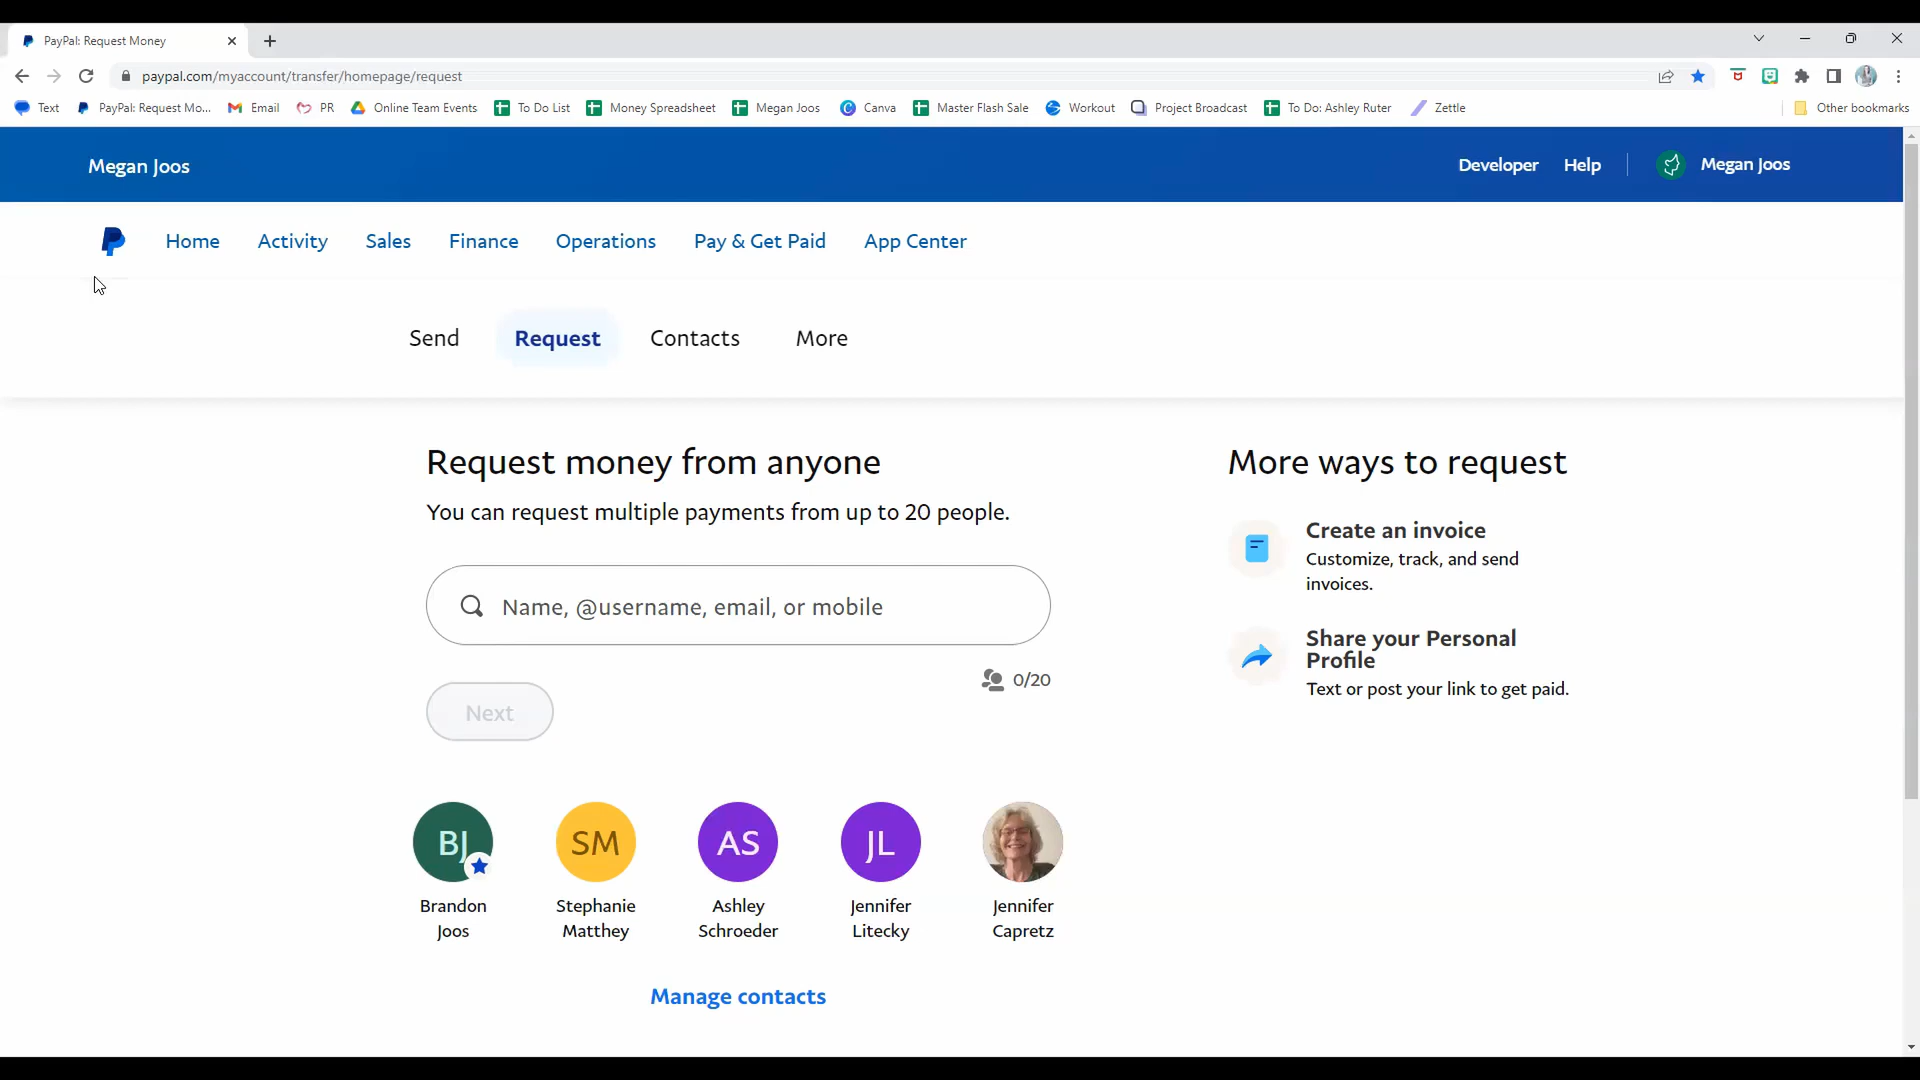 PayPal: Request Money
paypal.com/myaccount/transfer/homepage/request
Text PayPal: Request Mo... Email PR Online Team Events To Do List Money Spreadsheet Megan Joos Canva Master Flash Sale Workout Project Broadcast To Do: Ashley Ruter Zettle Other bookmarks
Megan Joos Developer Help Megan Joos
Home Activity Sales Finance Operations Pay & Get Paid App Center
Send Request Contacts More
Request money from anyone
You can request multiple payments from up to 20 people.
Name, @username, email, or mobile
0/20
Next
BJ SM AS JL
Brandon
Joos
Stephanie
Matthey
Ashley
Schroeder
Jennifer
Litecky
Jennifer
Capretz
Manage contacts
More ways to request
Create an invoice
Customize, track, and send
invoices.
Share your Personal
Profile
Text or post your link to get paid.